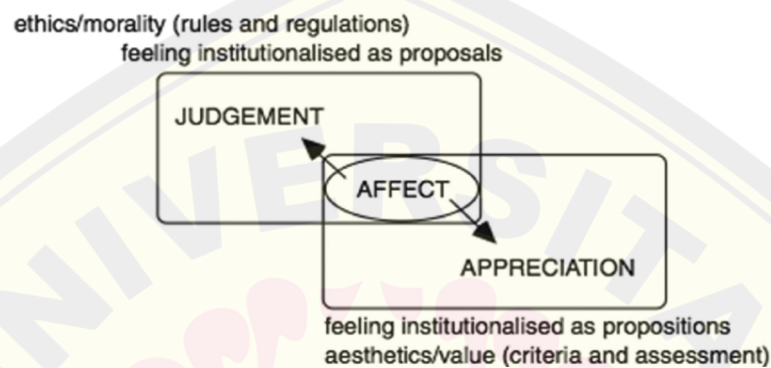 ethics/morality (rules and regulations)
feeling institutionalised as proposals
JUDGEMENT
AFFECT
APPRECIATION
feeling institutionalised as propositions
aesthetics/value (criteria and assessment)
NIVERSITA